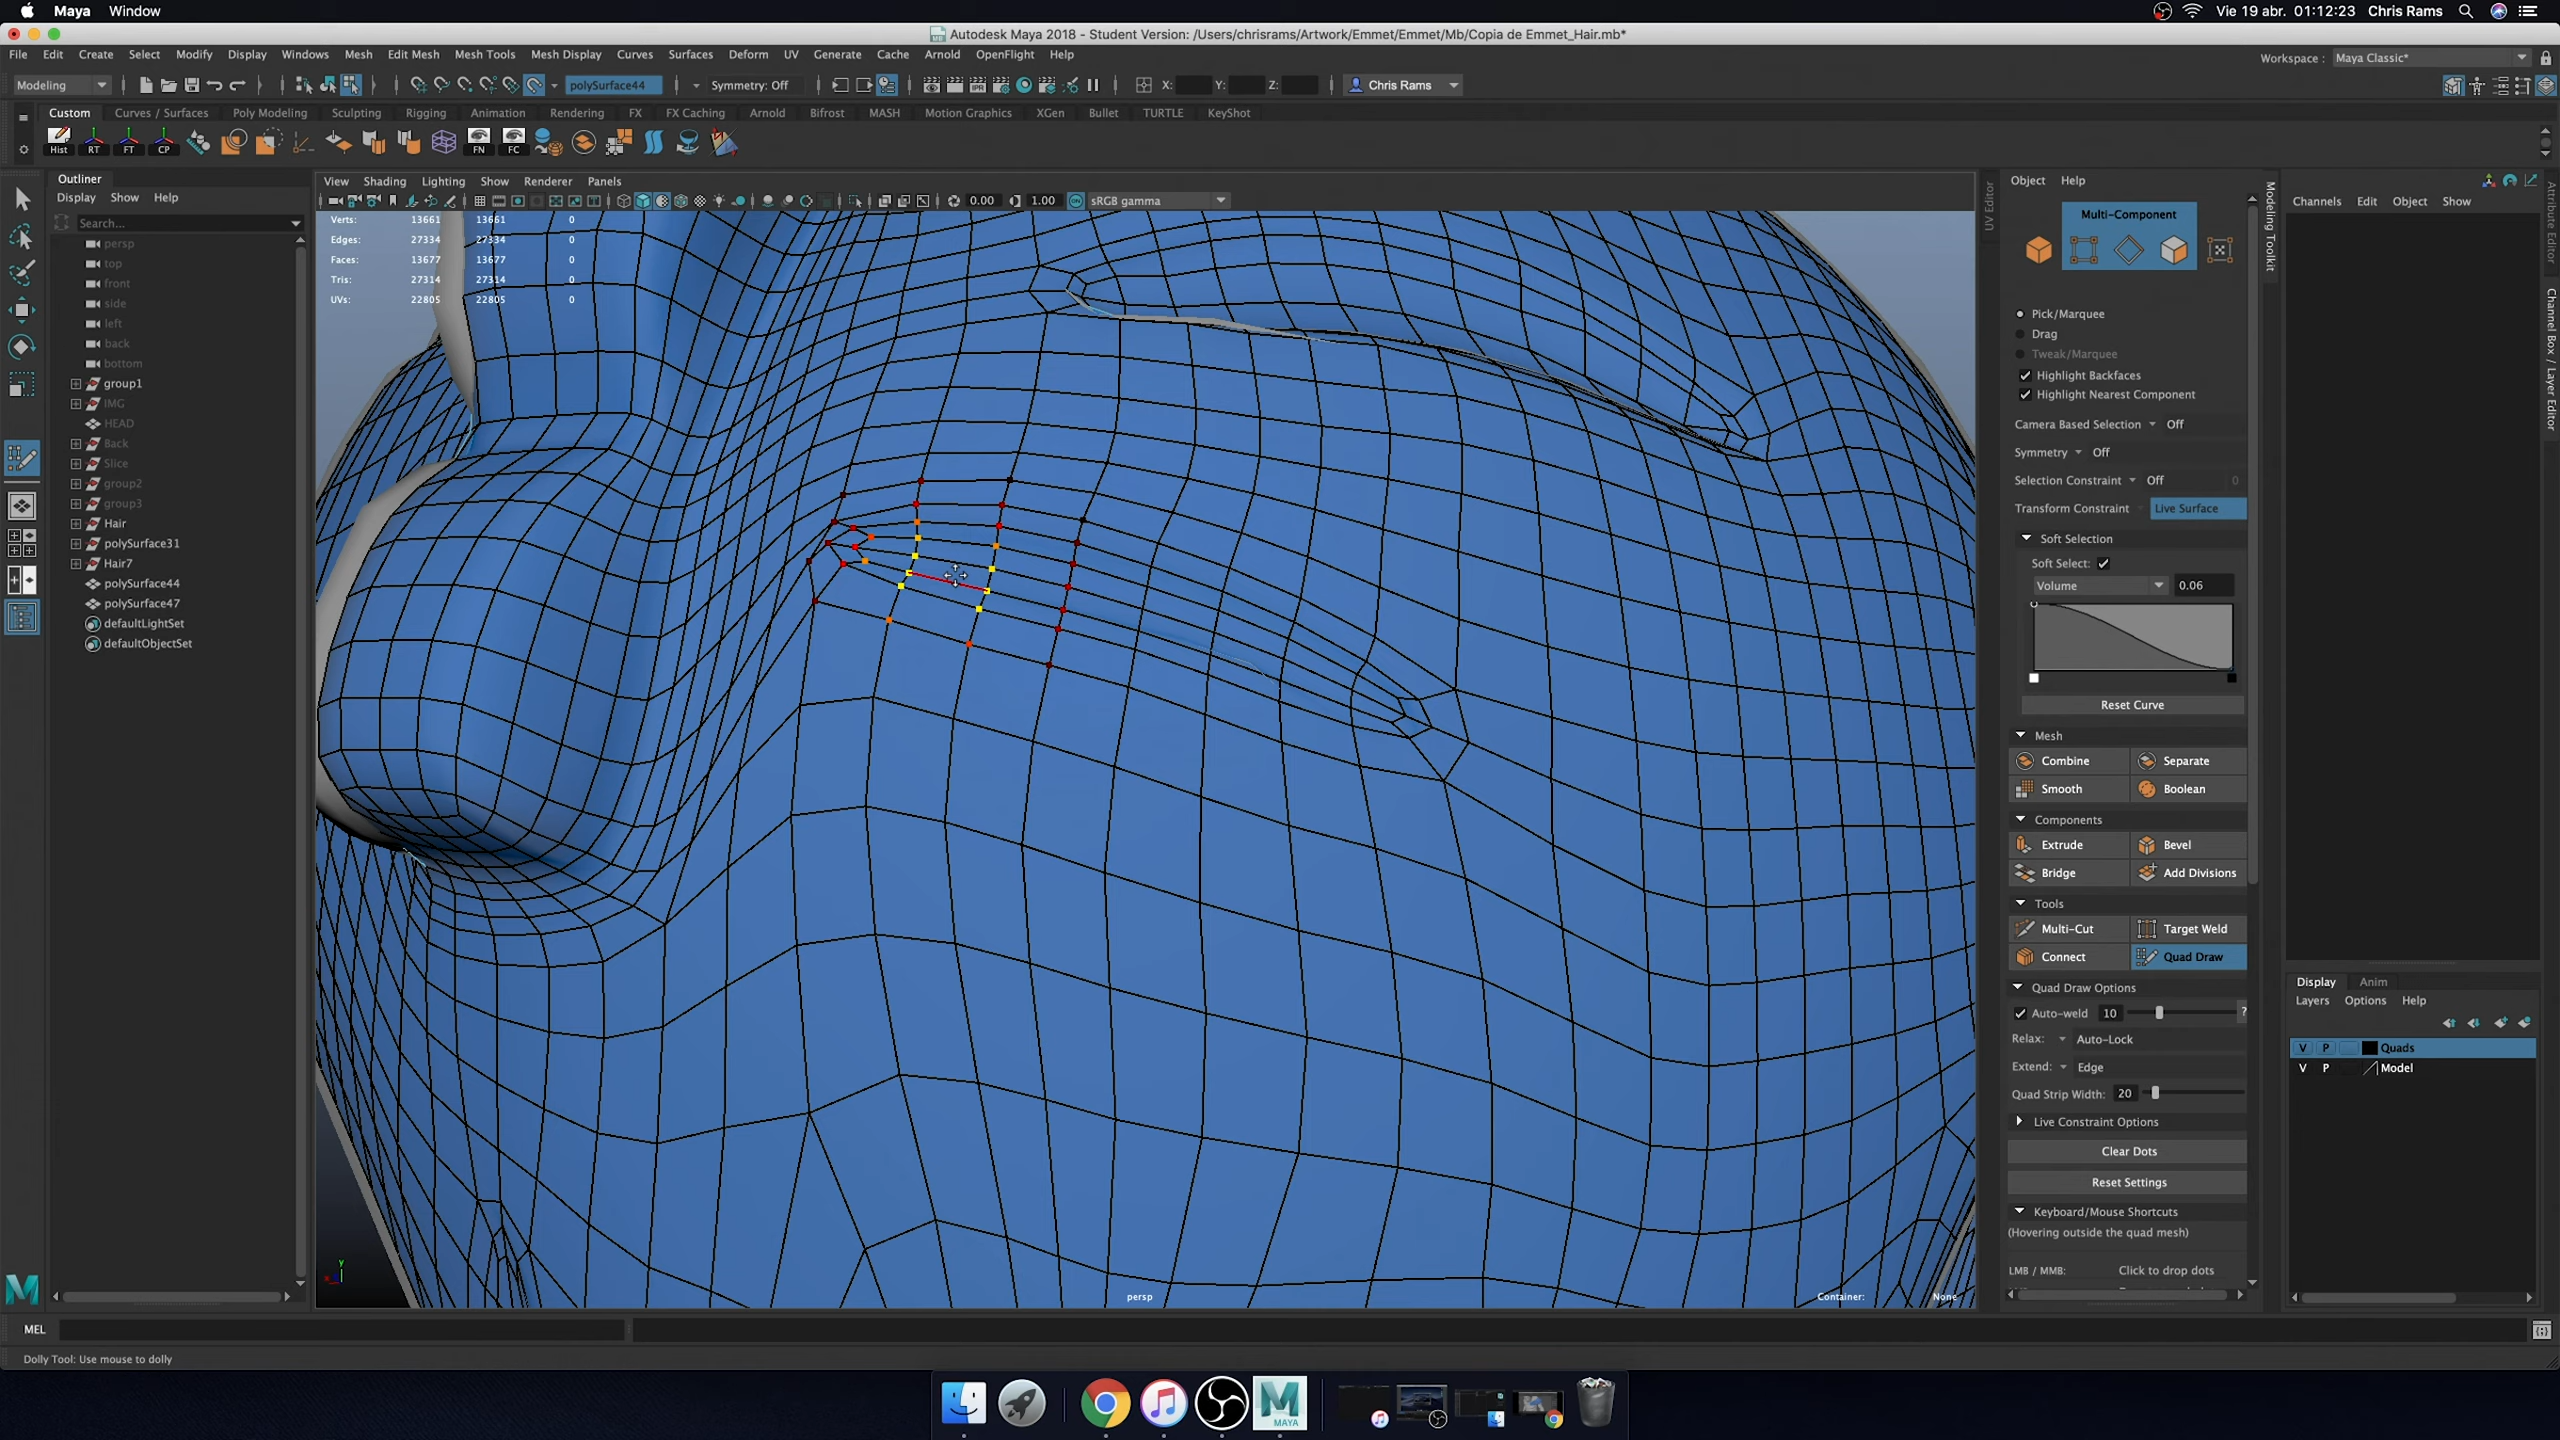 Maya Window
Vie 19 abr. 01:12:23 Chris Rams
Autodesk Maya 2018 - Student Version: /Users/chrisrams/Artwork/Emmet/Emmet/Mb/Copia de Emmet_Hair.mb*
File Edit Create Select Modify Display Windows Mesh Edit Mesh Mesh Tools Mesh Display Curves Surfaces Deform UV Generate Cache Arnold OpenFlight Help
Workspace : Maya Classic*
Modeling polySurface44 Symmetry: Off X: Y: Z: Chris Rams
Custom Curves / Surfaces Poly Modeling Sculpting Rigging Animation Rendering FX FX Caching Arnold Bifrost MASH Motion Graphics XGen Bullet TURTLE KeyShot
Hist RT FT CP FN FC
Outliner
Display Show Help
Search...
persp
top
front
side
left
back
bottom
group1
IMG
HEAD
Back
Slice
group2
group3
Hair
polySurface31
Hair7
polySurface44
polySurface47
defaultLightSet
defaultObjectSet
View Shading Lighting Show Renderer Panels
0.00 1.00 sRGB gamma
Verts: 13661 13661 0
Edges: 27334 27334 0
Faces: 13677 13677 0
Tris: 27314 27314 0
UVs: 22805 22805 0
persp
Container: None
UV Editor
Object Help
Multi-Component
Pick/Marquee
Drag
Tweak/Marquee
Highlight Backfaces
Highlight Nearest Component
Camera Based Selection Off
Symmetry Off
Selection Constraint Off 0
Transform Constraint Live Surface
Soft Selection
Soft Select:
Volume 0.06
Reset Curve
Mesh
Combine Separate
Smooth Boolean
Components
Extrude Bevel
Bridge Add Divisions
Tools
Multi-Cut Target Weld
Connect Quad Draw
Quad Draw Options
Auto-weld 10 ?
Relax: Auto-Lock
Extend: Edge
Quad Strip Width: 20
Live Constraint Options
Clear Dots
Reset Settings
Keyboard/Mouse Shortcuts
(Hovering outside the quad mesh)
LMB / MMB: Click to drop dots
Modeling Toolkit
Channels Edit Object Show
Attribute Editor
Channel Box / Layer Editor
Display Anim
Layers Options Help
V P Quads
V P Model
MEL
Dolly Tool: Use mouse to dolly
MAYA